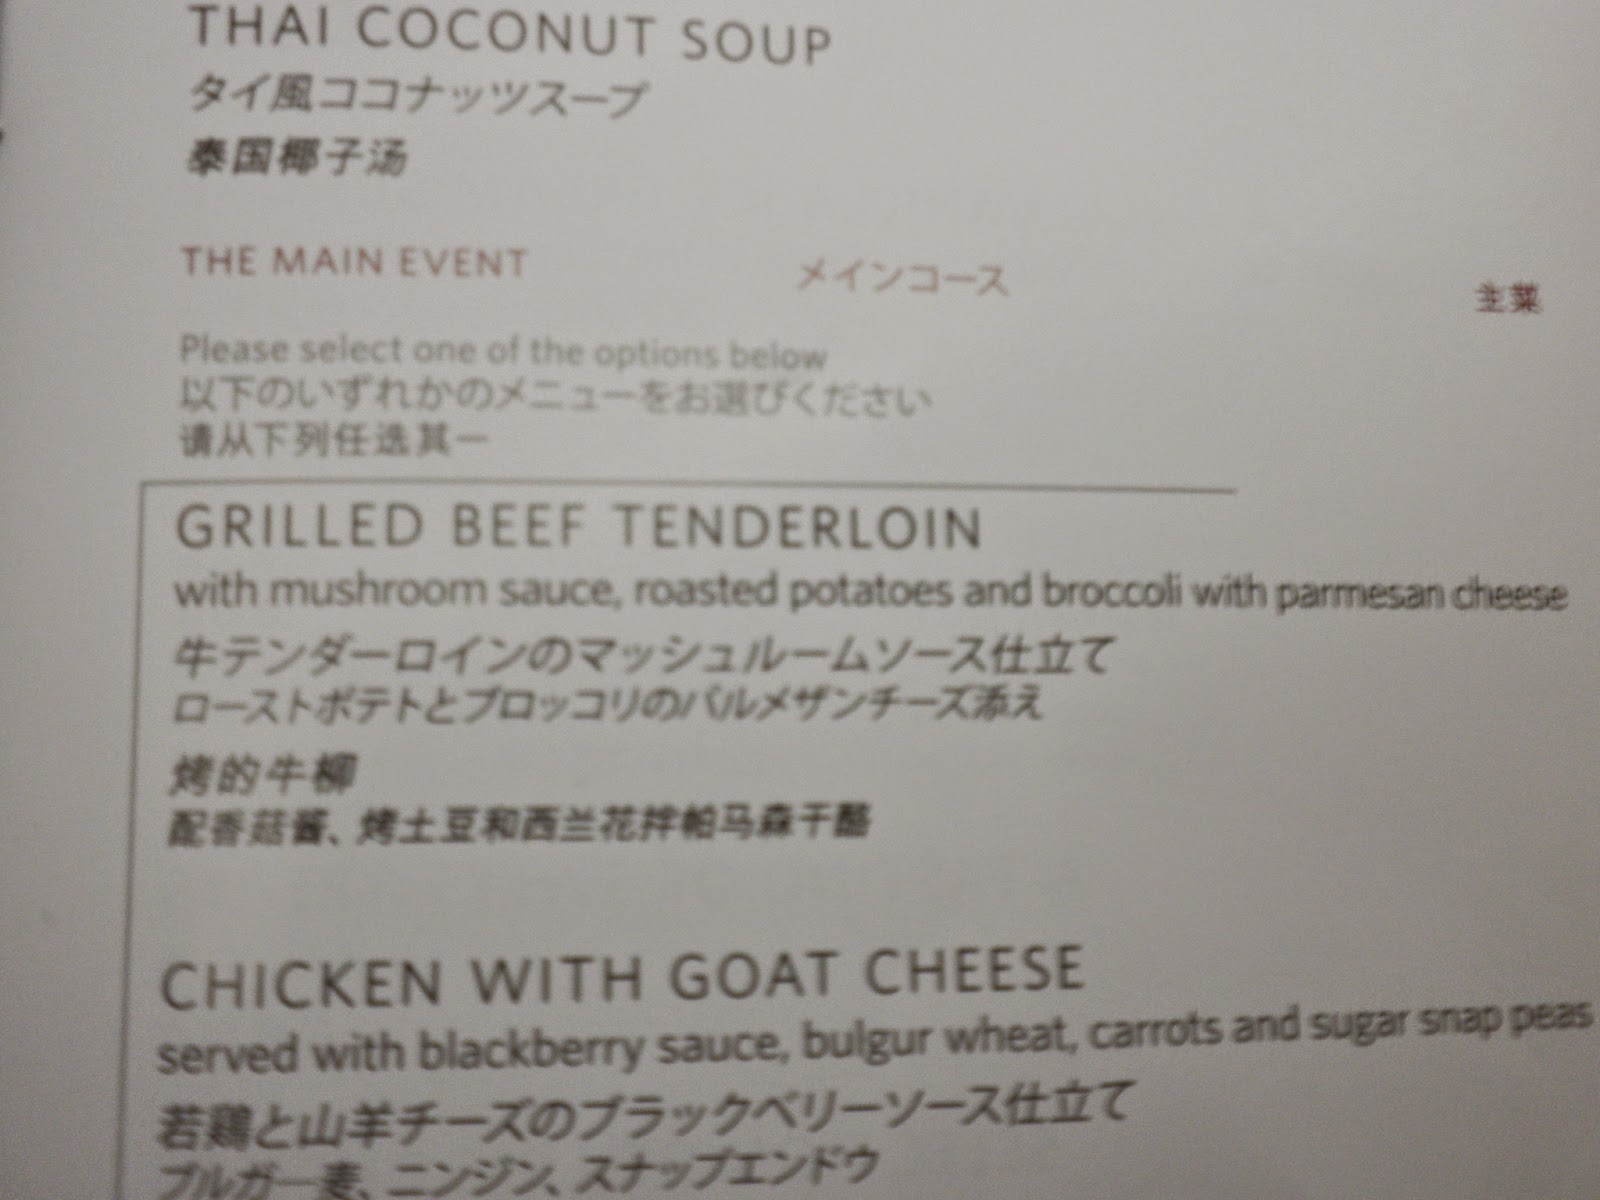 THAI COCONUT SOUP
タイ風ココナッツスープ
泰国椰子汤
THE MAIN EVENT メインコース 主菜
Please select one of the options below
以下のいずれかのメニューをお選びください
请从下列任选其一
GRILLED BEEF TENDERLOIN
with mushroom sauce, roasted potatoes and broccoli with parmesan cheese
牛テンダーロインのマッシュルームソース仕立て
ローストポテトとブロッコリのパルメザンチーズ添え
烤的牛柳
配香菇酱、烤土豆和西兰花拌帕马森干酪
CHICKEN WITH GOAT CHEESE
served with blackberry sauce, bulgur wheat, carrots and sugar snap peas
若鶏と山羊チーズのブラックベリーソース仕立て
ブルガー麦、ニンジン、スナップエンドウ